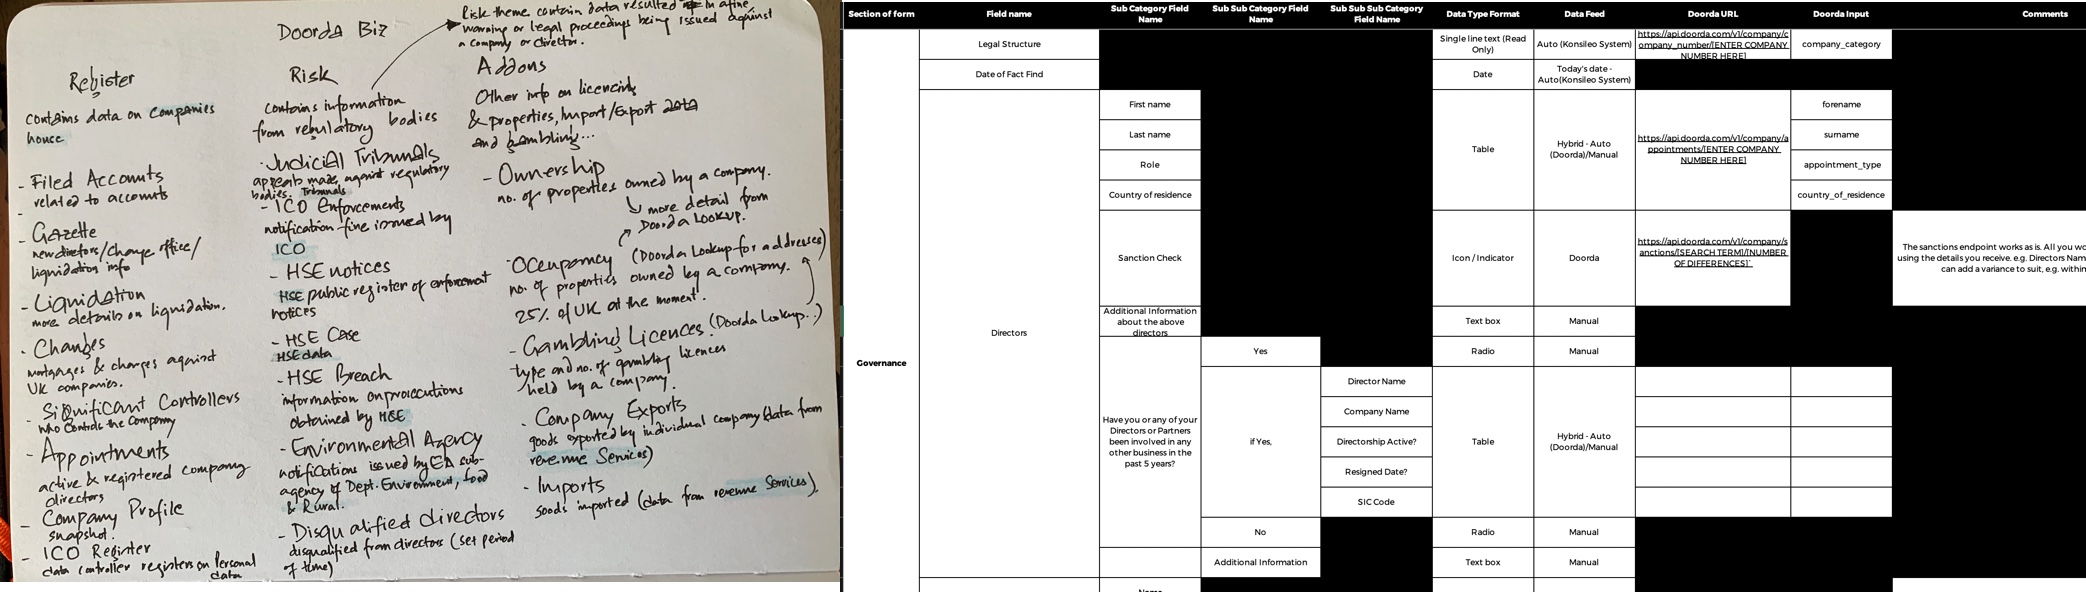 Doorda Biz
Risk theme contain data resulted in a fine
warning or legal proceedings being issued against
a company or director.
Register
contains data on companies
house
- Filed Accounts
related to accounts
- Gazette
new diretors/change office/
liquidation info
- Liquidation
more details on liquidation.
- Charges
mortgages & charges against
UK companies.
- Significant Controllers
who controls the company
- Appointments
active & registered company
directors
- Company Profile
snapshot.
- ICO Register
data controller registers on personal
data
Risk
contains information
from regulatory bodies
- Judicial Tribunals
appeals made against regulatory
bodies. Tribunals
- ICO Enforcements
notification fine issued by
ICO
- HSE notices
HSE public register of enforcement
notices
- HSE Case
HSE data
- HSE Breach
information on prosecutions
obtained by HSE
- Environmental Agency
notifications issued by EA sub-
agency of Dept. Environment, food
& Rural.
- Disqualified directors
disqualified from directors (set period
of time)
Addons
Other info on licencing
& properties, Import/Export data
and gambling...
- Ownership
no. of properties owned by a company.
more detail from
Doorda Lookup.
- Occupancy (Doorda Lookup for addresses)
no. of properties owned by a company.
25% of UK at the moment.
- Gambling Licences (Doorda Lookup..)
type and no. of gambling licences
held by a company.
- Company Exports
goods exported by individual company (data from
revenue Services)
- Imports
goods imported (data from revenue Services).
Section of form
Field name
Sub Category Field
Name
Sub Sub Category Field
Name
Sub Sub Sub Category
Field Name
Data Type Format
Data Feed
Doorda URL
Doorda Input
Comments
Governance
Legal Structure
Single line text (Read
Only)
Auto (Konsileo System)
https://api.doorda.com/v1/company/c
ompany_number/[ENTER COMPANY
NUMBER HERE]
company_category
Date of Fact Find
Date
Today's date -
Auto(Konsileo System)
Directors
First name
Last name
Role
Country of residence
Table
Hybrid - Auto
(Doorda)/Manual
https://api.doorda.com/v1/company/a
ppointments/[ENTER COMPANY
NUMBER HERE]
forename
surname
appointment_type
country_of_residence
Sanction Check
Icon / Indicator
Doorda
https://api.doorda.com/v1/company/s
anctions/[SEARCH TERM]/[NUMBER
OF DIFFERENCES]`
The sanctions endpoint works as is. All you wo
using the details you receive. e.g. Directors Nam
can add a variance to suit, e.g. within
Additional Information
about the above
directors
Text box
Manual
Have you or any of your
Directors or Partners
been involved in any
other business in the
past 5 years?
Yes
Radio
Manual
if Yes,
Director Name
Company Name
Directorship Active?
Resigned Date?
SIC Code
Table
Hybrid - Auto
(Doorda)/Manual
No
Radio
Manual
Additional Information
Text box
Manual
Name